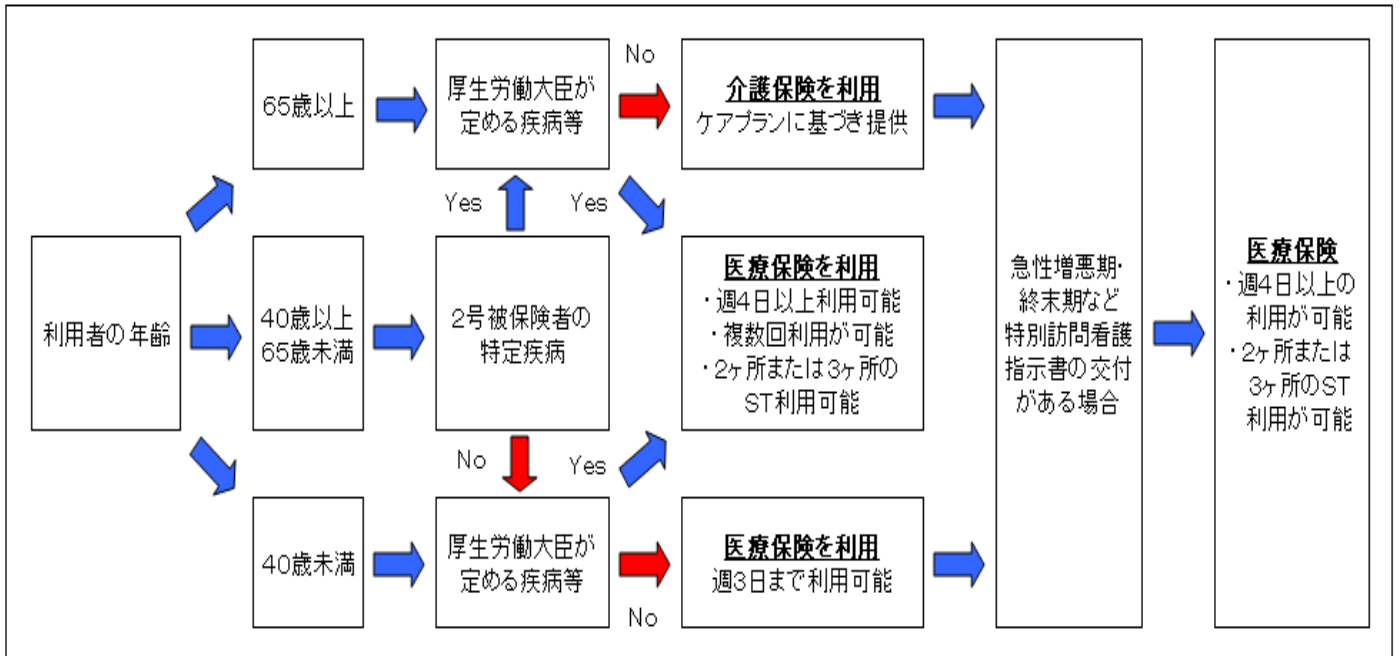 利用者の年齢
65歳以上
40歳以上
65歳未満
40歳未満
厚生労働大臣が
定める疾病等
Yes
Yes
2号被保険者の
特定疾病
No
Yes
厚生労働大臣が
定める疾病等
No
介護保険を利用
ケアプランに基づき提供
医療保険を利用
・週4日以上利用可能
・複数回利用が可能
・2ヶ所または3ヶ所の
ST利用可能
No
医療保険を利用
週3日まで利用可能
急性増悪期・
終末期など
特別訪問看護
指示書の交付
がある場合
医療保険
・週4日以上の
利用が可能
・2ヶ所または
3ヶ所のST
利用が可能